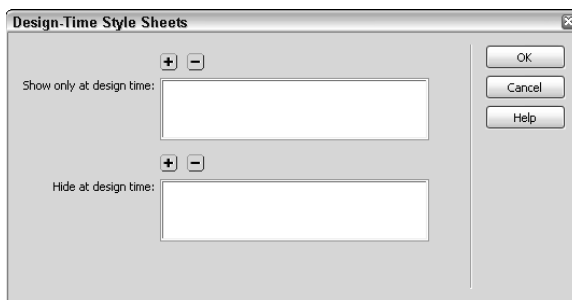 Design-Time Style Sheets
OK
Show only at design time:
Cancel
Help
Hide at design time: